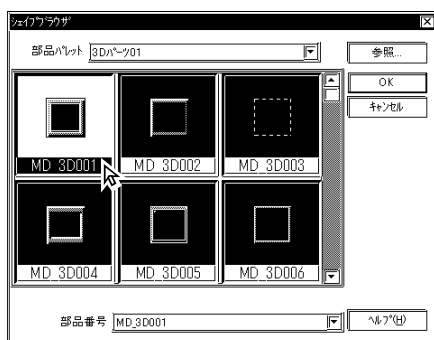 ｼｪｲﾌﾟﾌﾞﾗｳｻﾞ
部品ﾊﾟﾚｯﾄ 3Dﾊﾟｰﾂ01
参照...
OK
ｷｬﾝｾﾙ
MD_3D001 MD_3D002 MD_3D003
MD_3D004 MD_3D005 MD_3D006
部品番号 MD_3D001
ﾍﾙﾌﾟ(H)